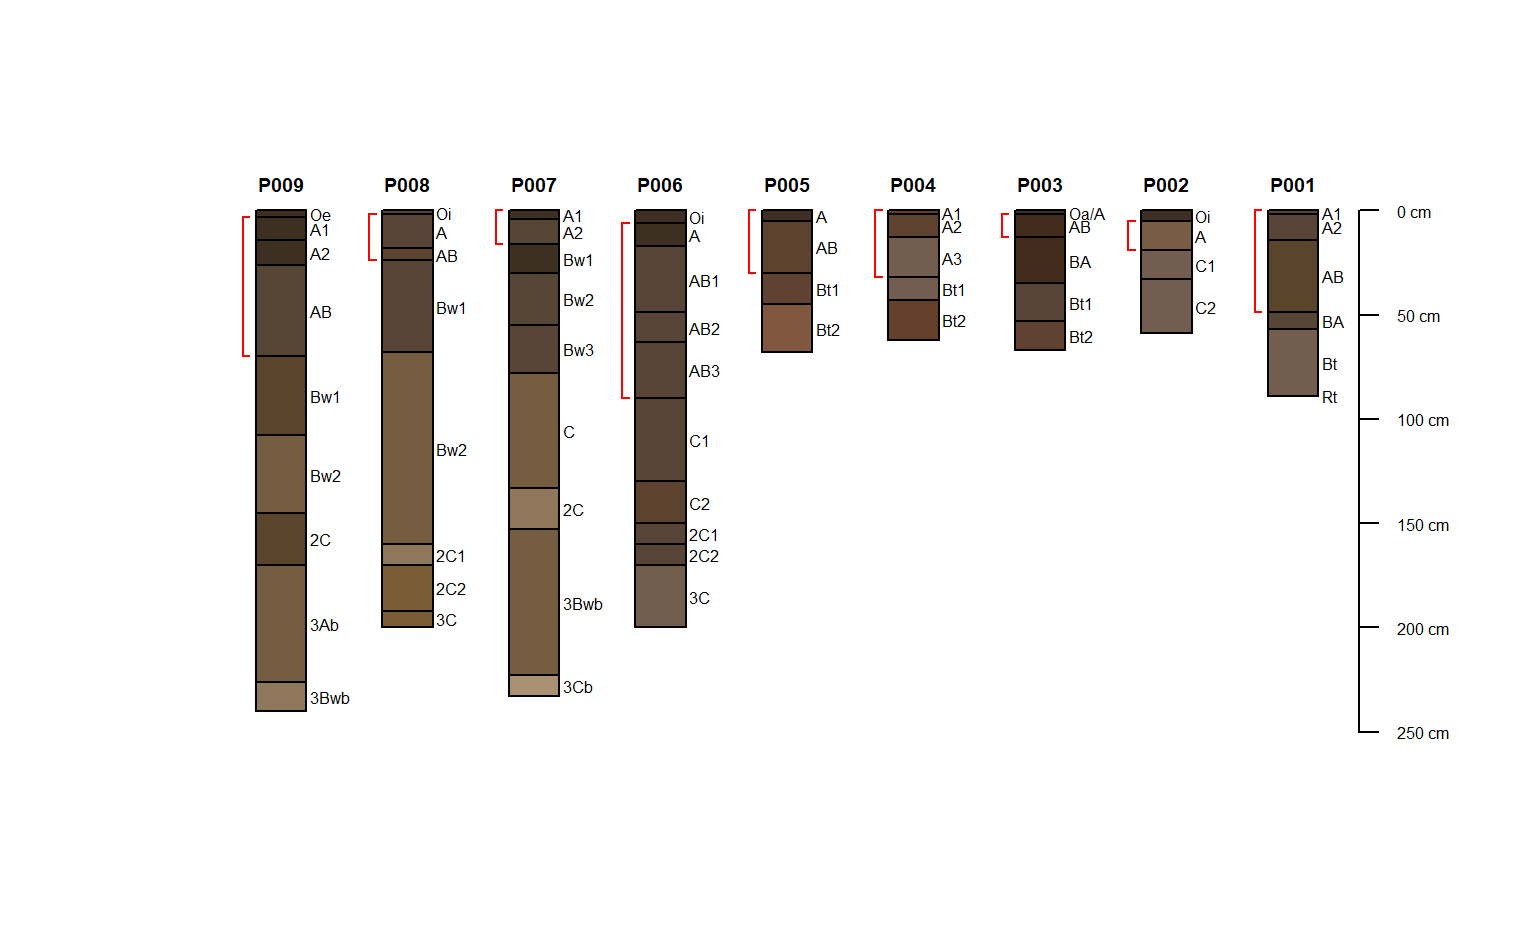 P009
P008
P007
P006
P005
P004
P003
P002
P001
Oe
A1
A2
AB
Bw1
Bw2
2C
3Ab
3Bwb
Oi
A
AB
Bw1
Bw2
2C1
2C2
3C
A1
A2
Bw1
Bw2
Bw3
C
2C
3Bwb
3Cb
Oi
A
AB1
AB2
AB3
C1
C2
2C1
2C2
3C
A
AB
Bt1
Bt2
A1
A2
A3
Bt1
Bt2
Oa/A
AB
BA
Bt1
Bt2
Oi
A
C1
C2
A1
A2
AB
BA
Bt
Rt
0 cm
50 cm
100 cm
150 cm
200 cm
250 cm